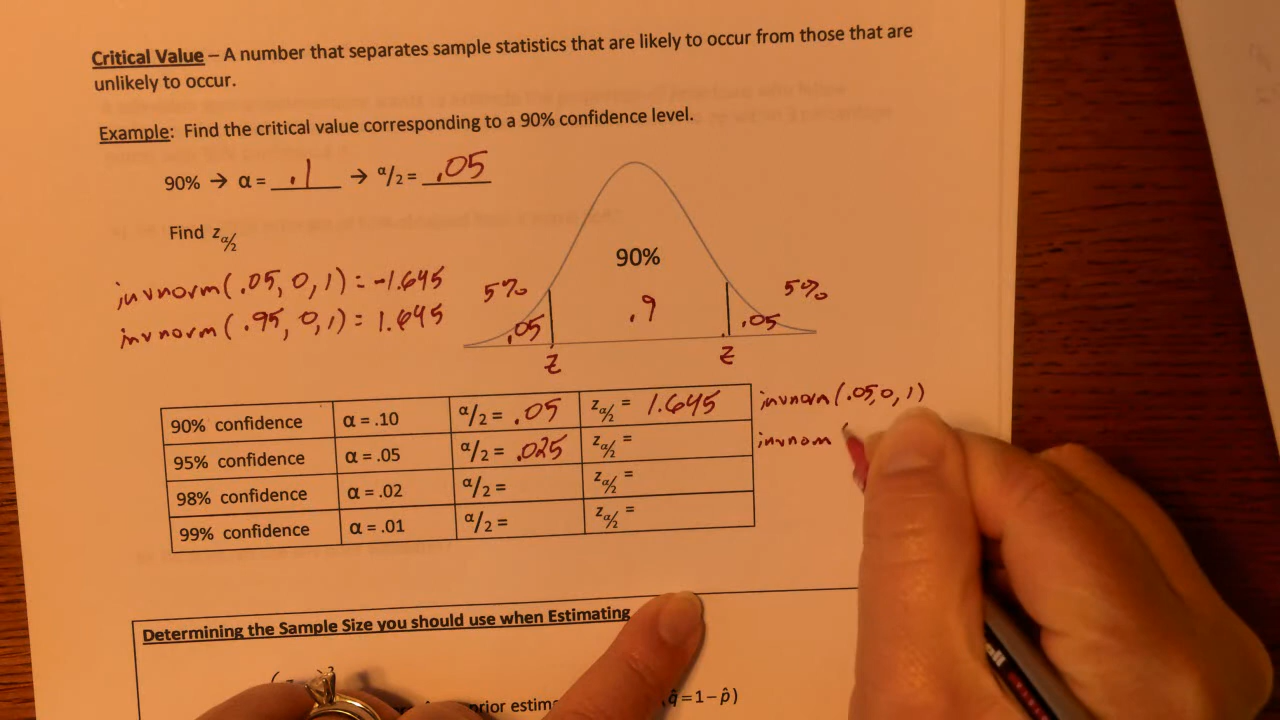 Critical Value – A number that separates sample statistics that are likely to occur from those that are
unlikely to occur.
Example: Find the critical value corresponding to a 90% confidence level.
90% → α = .1 → α/2 = .05
Find zα/2
invnorm(.05, 0, 1) = -1.645
invnorm(.95, 0, 1) = 1.645
90%
5% .9 5%
.05 .05
z z
90% confidence α = .10 α/2 = .05 zα/2 = 1.645 invnorm(.05, 0, 1)
95% confidence α = .05 α/2 = .025 zα/2 = invnom (
98% confidence α = .02 α/2 = zα/2 =
99% confidence α = .01 α/2 = zα/2 =
Determining the Sample Size you should use when Estimating
prior q̂=1−p̂)